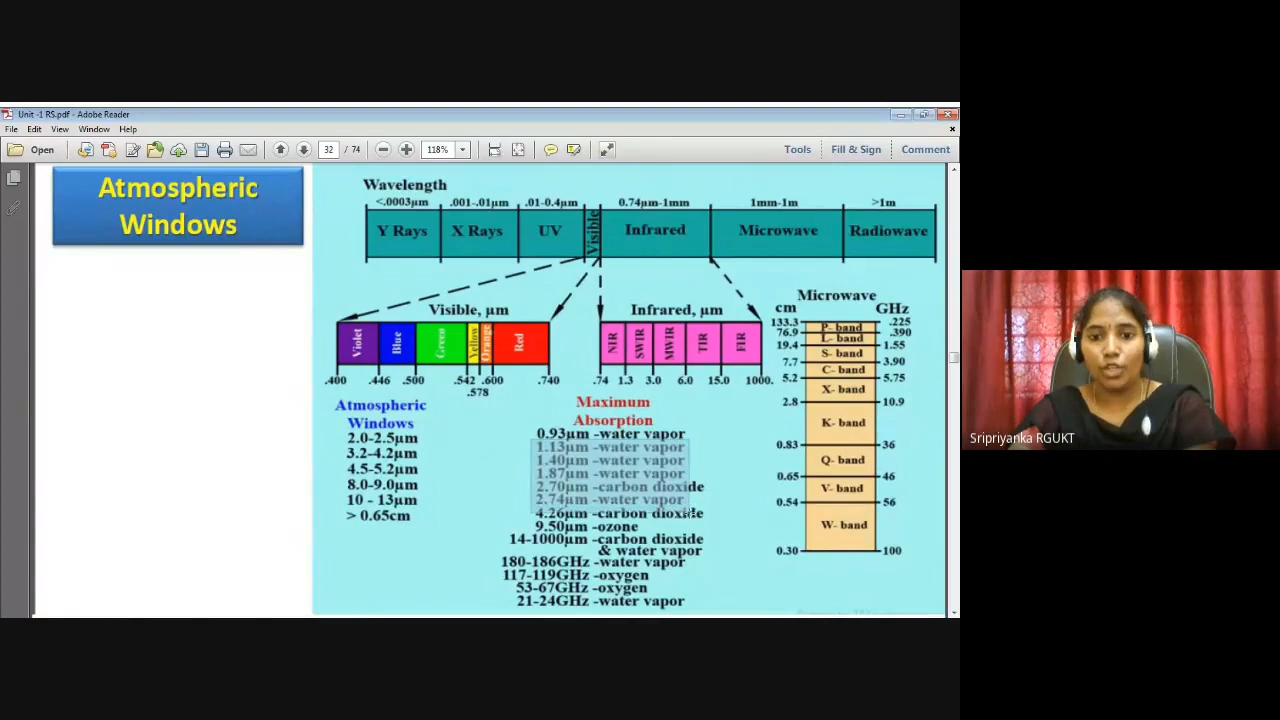 Unit -1 RS.pdf - Adobe Reader
File Edit View Window Help
Open 32 / 74 118% Tools Fill & Sign Comment
Atmospheric
Windows
Wavelength
<.0003µm .001-.01µm .01-0.4µm 0.74µm-1mm 1mm-1m >1m
Y Rays X Rays UV Visible Infrared Microwave Radiowave
Visible, µm
Violet Blue Green Yellow Orange Red
.400 .446 .500 .542 .578 .600 .740
Infrared, µm
NIR SWIR MWIR TIR FIR
.74 1.3 3.0 6.0 15.0 1000.
Microwave
cm GHz
133.3 .225
P- band
76.9 .390
L- band
19.4 1.55
S- band
7.7 3.90
C- band
5.2 5.75
X- band
2.8 10.9
K- band
0.83 36
Q- band
0.65 46
V- band
0.54 56
W- band
0.30 100
Atmospheric
Windows
2.0-2.5µm
3.2-4.2µm
4.5-5.2µm
8.0-9.0µm
10 - 13µm
> 0.65cm
Maximum
Absorption
0.93µm -water vapor
1.13µm -water vapor
1.40µm -water vapor
1.87µm -water vapor
2.70µm -carbon dioxide
2.74µm -water vapor
4.26µm -carbon dioxide
9.50µm -ozone
14-1000µm -carbon dioxide
& water vapor
180-186GHz -water vapor
117-119GHz -oxygen
53-67GHz -oxygen
21-24GHz -water vapor
Sripriyanka RGUKT